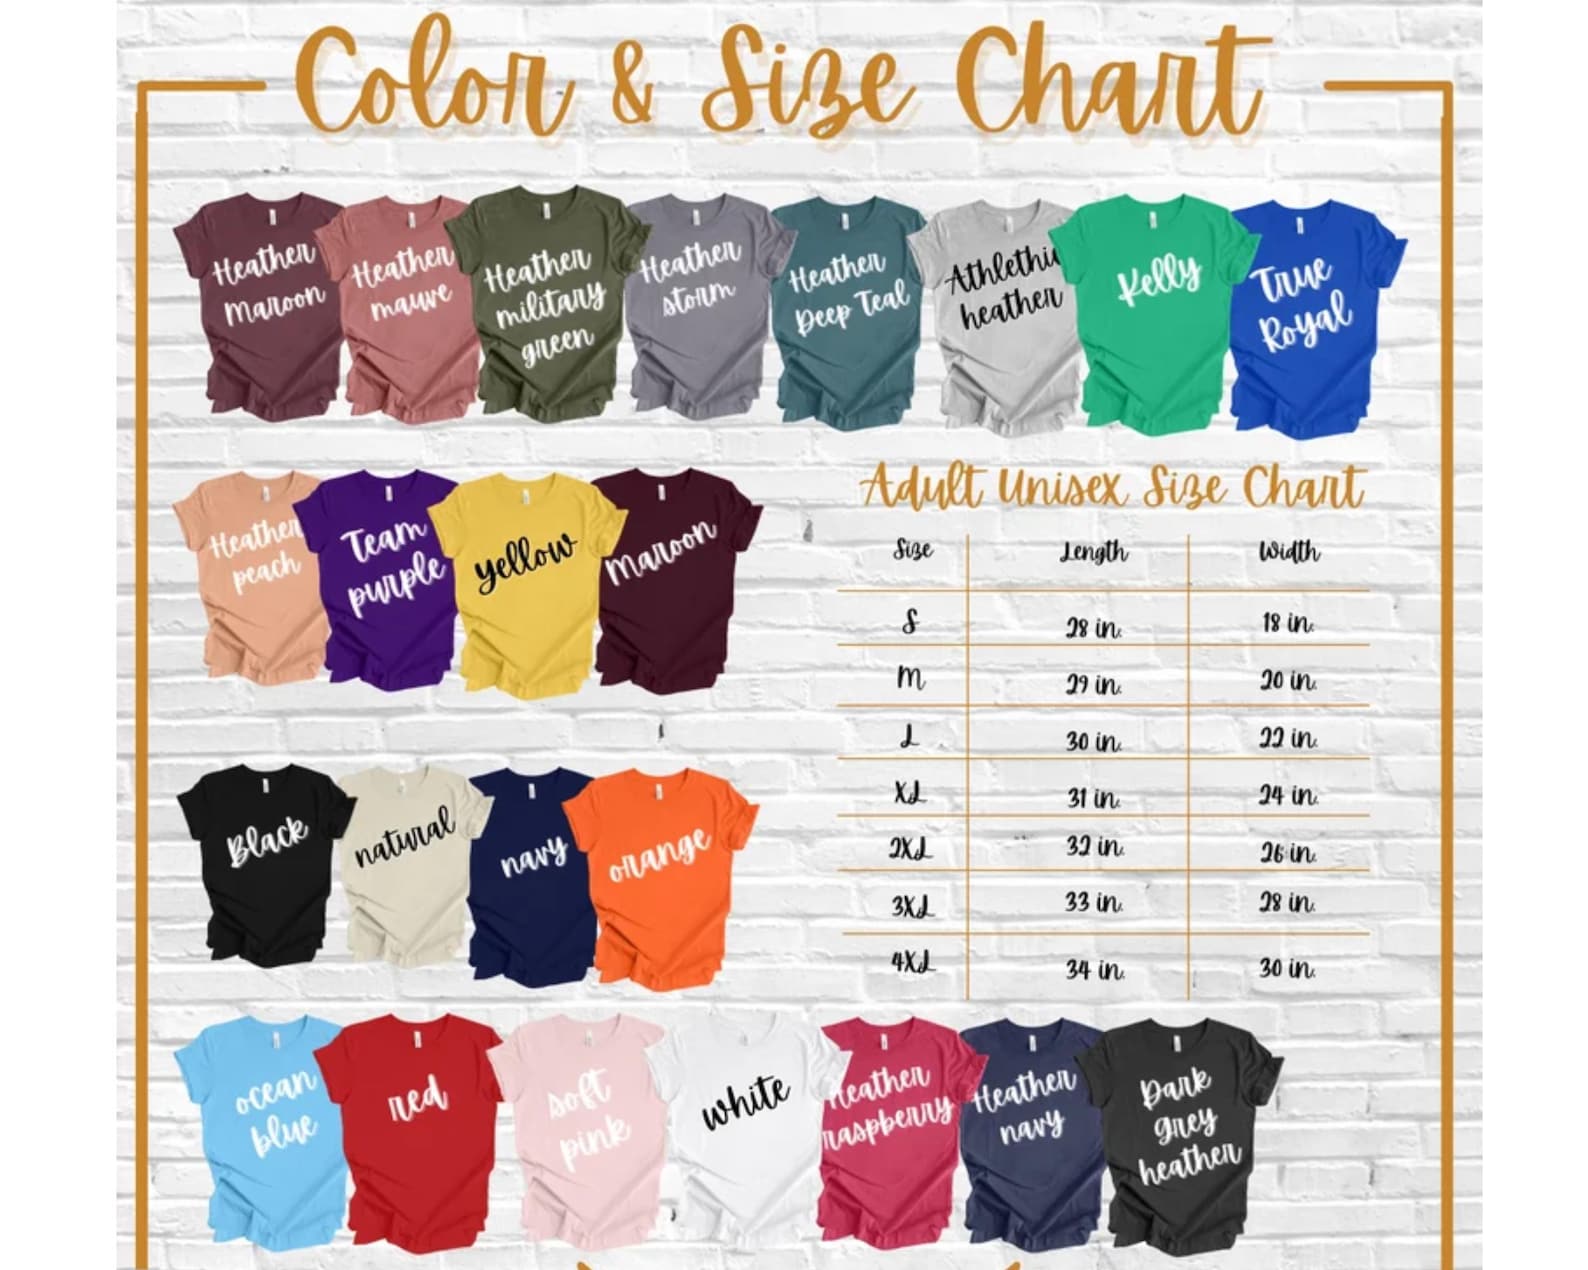 Color & Size Chart
Heather
Maroon
Heather
mauve
Heather
military
green
Heather
storm
Heather
Deep Teal
Athlethic
heather
Kelly
True
Royal
Heather
peach
Team
purple
yellow
Maroon
Adult Unisex Size Chart
Size Length Width
S 28 in. 18 in.
M 29 in. 20 in.
L 30 in. 22 in.
XL 31 in. 24 in.
2XL 32 in. 26 in.
3XL 33 in. 28 in.
4XL 34 in. 30 in.
Black
natural
navy
orange
ocean
blue
red
soft
pink
white
Heather
raspberry
Heather
navy
Dark
grey
heather